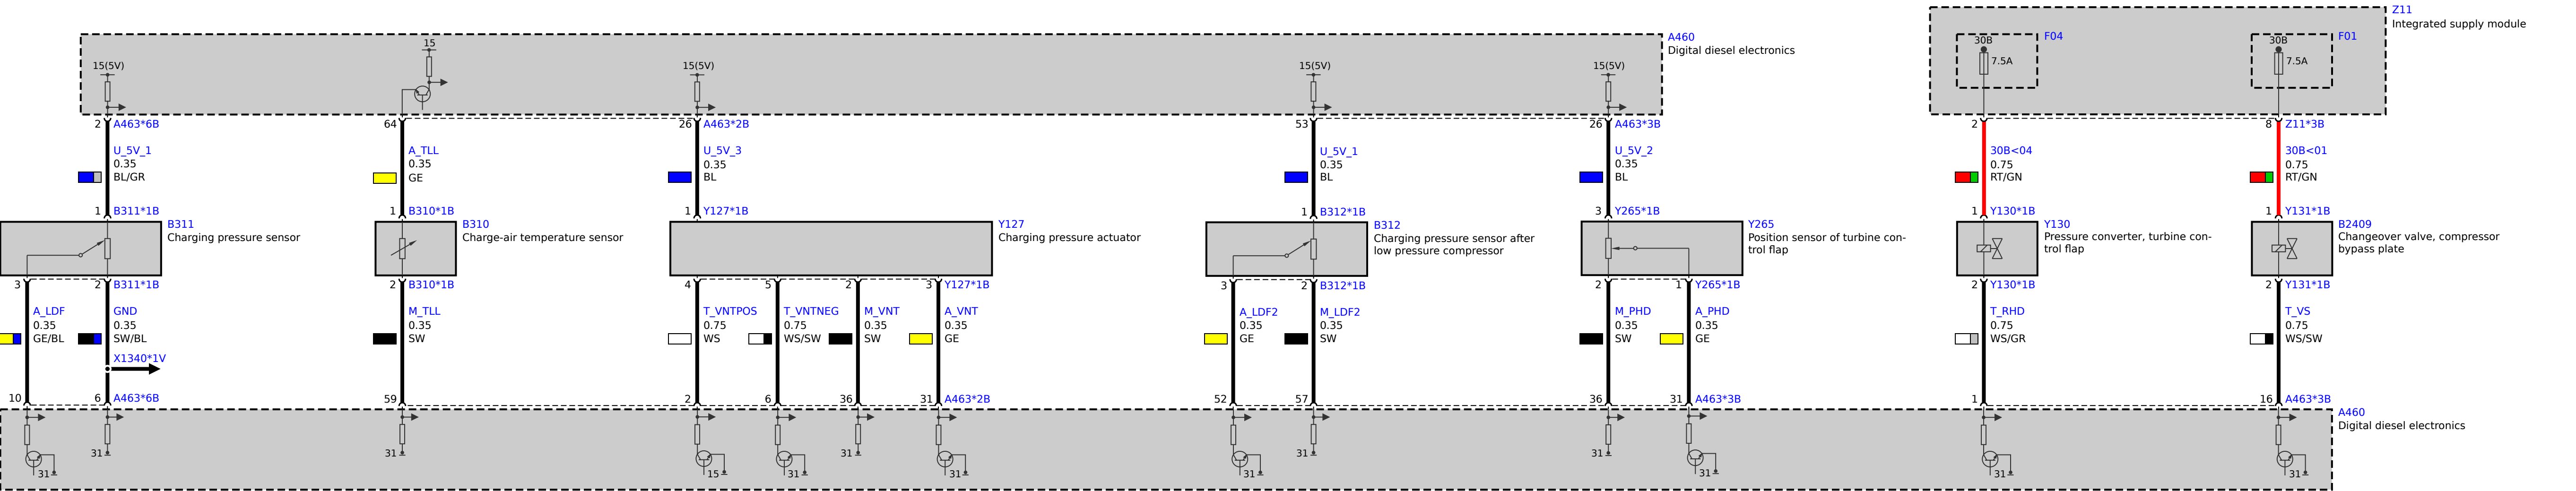 Z11
Integrated supply module
A460
Digital diesel electronics
15(5V)
15
15(5V)
15(5V)
15(5V)
30B
F04
7.5A
30B
F01
7.5A
2 A463*6B
64
26 A463*2B
53
26 A463*3B
2
8 Z11*3B
U_5V_1
0.35
BL/GR
A_TLL
0.35
GE
U_5V_3
0.35
BL
U_5V_1
0.35
BL
U_5V_2
0.35
BL
30B<04
0.75
RT/GN
30B<01
0.75
RT/GN
1 B311*1B
1 B310*1B
1 Y127*1B
1 B312*1B
3 Y265*1B
1 Y130*1B
1 Y131*1B
B311
Charging pressure sensor
B310
Charge-air temperature sensor
Y127
Charging pressure actuator
B312
Charging pressure sensor after
low pressure compressor
Y265
Position sensor of turbine con-
trol flap
Y130
Pressure converter, turbine con-
trol flap
B2409
Changeover valve, compressor
bypass plate
3
2 B311*1B
2 B310*1B
4
5
2
3 Y127*1B
3
2 B312*1B
2
1 Y265*1B
2 Y130*1B
2 Y131*1B
A_LDF
0.35
GE/BL
GND
0.35
SW/BL
X1340*1V
M_TLL
0.35
SW
T_VNTPOS
0.75
WS
T_VNTNEG
0.75
WS/SW
M_VNT
0.35
SW
A_VNT
0.35
GE
A_LDF2
0.35
GE
M_LDF2
0.35
SW
M_PHD
0.35
SW
A_PHD
0.35
GE
T_RHD
0.75
WS/GR
T_VS
0.75
WS/SW
10
6 A463*6B
59
2
6
36
31 A463*2B
52
57
36
31 A463*3B
1
16 A463*3B
A460
Digital diesel electronics
31
31
31
15
31
31
31
31
31
31
31
31
31